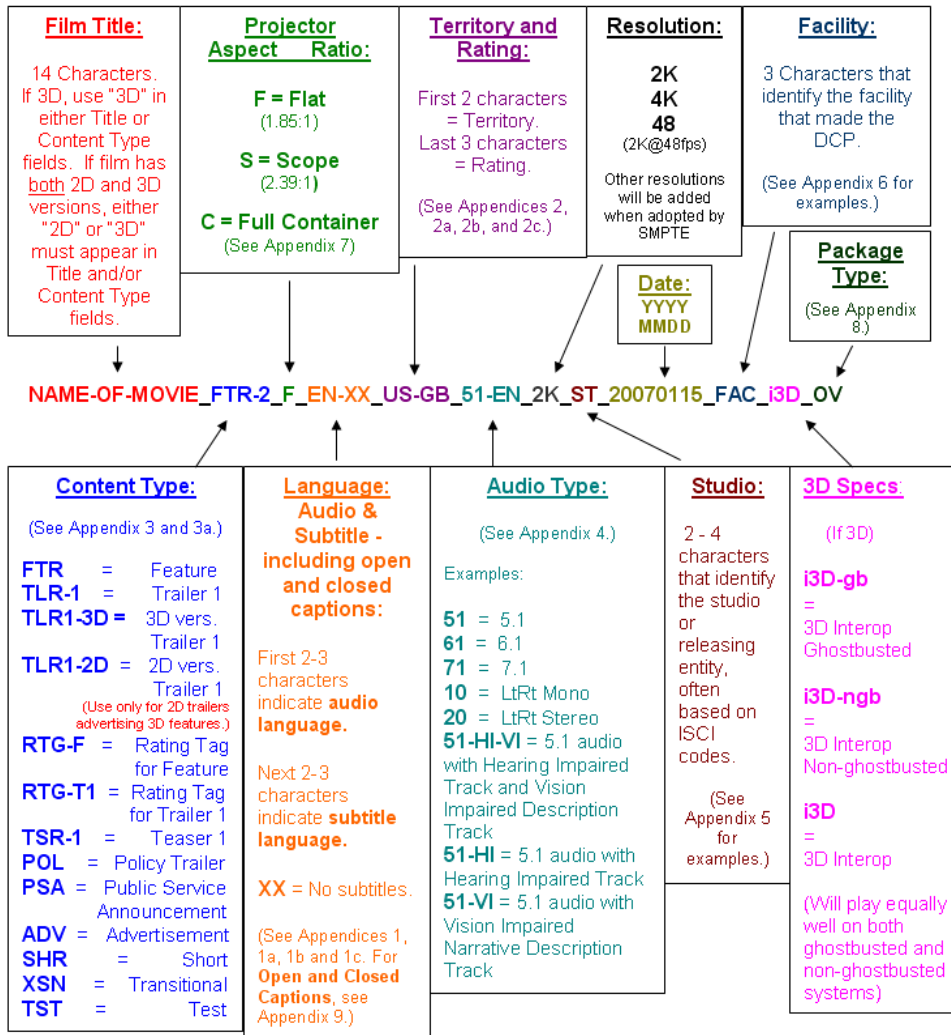 Film Title:
14 Characters.
If 3D, use "3D" in
either Title or
Content Type
fields. If film has
both 2D and 3D
versions, either
"2D" or "3D"
must appear in
Title and/or
Content Type
fields.
Projector
Aspect Ratio:
F = Flat
(1.85:1)
S = Scope
(2.39:1)
C = Full Container
(See Appendix 7)
Territory and
Rating:
First 2 characters
= Territory.
Last 3 characters
= Rating.
(See Appendices 2,
2a, 2b, and 2c.)
Resolution:
2K
4K
48
(2K@48fps)
Other resolutions
will be added
when adopted by
SMPTE
Date:
YYYY
MMDD
Facility:
3 Characters that
identify the facility
that made the
DCP.
(See Appendix 6 for
examples.)
Package
Type:
(See Appendix
8.)
NAME-OF-MOVIE_FTR-2_F_EN-XX_US-GB_51-EN_2K_ST_20070115_FAC_i3D_OV
Content Type:
(See Appendix 3 and 3a.)
FTR = Feature
TLR-1 = Trailer 1
TLR1-3D = 3D vers.
Trailer 1
TLR1-2D = 2D vers.
Trailer 1
(Use only for 2D trailers
advertising 3D features.)
RTG-F = Rating Tag
for Feature
RTG-T1 = Rating Tag
for Trailer 1
TSR-1 = Teaser 1
POL = Policy Trailer
PSA = Public Service
Announcement
ADV = Advertisement
SHR = Short
XSN = Transitional
TST = Test
Language:
Audio &
Subtitle -
including open
and closed
captions:
First 2-3
characters
indicate audio
language.
Next 2-3
characters
indicate subtitle
language.
XX = No subtitles.
(See Appendices 1,
1a, 1b and 1c. For
Open and Closed
Captions, see
Appendix 9.)
Audio Type:
(See Appendix 4.)
Examples:
51 = 5.1
61 = 6.1
71 = 7.1
10 = LtRt Mono
20 = LtRt Stereo
51-HI-VI = 5.1 audio
with Hearing Impaired
Track and Vision
Impaired Description
Track
51-HI = 5.1 audio with
Hearing Impaired Track
51-VI = 5.1 audio with
Vision Impaired
Narrative Description
Track
Studio:
2 - 4
characters
that identify
the studio
or
releasing
entity,
often
based on
ISCI
codes.
(See
Appendix 5
for
examples.)
3D Specs:
(If 3D)
i3D-gb
=
3D Interop
Ghostbusted
i3D-ngb
=
3D Interop
Non-ghostbusted
i3D
=
3D Interop
(Will play equally
well on both
ghostbusted and
non-ghostbusted
systems)